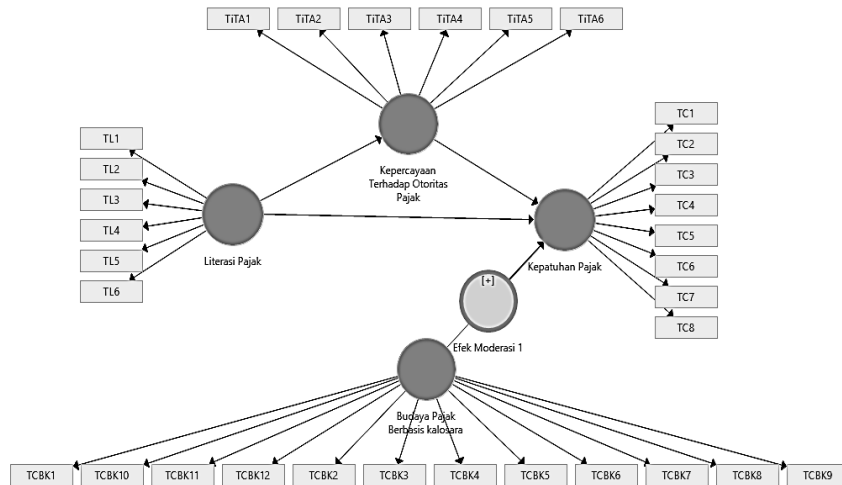 TiTA1 TiTA2 TiTA3 TiTA4 TiTA5 TiTA6
Kepercayaan
Terhadap Otoritas
Pajak
TL1
TL2
TL3
TL4
TL5
TL6
Literasi Pajak
TC1
TC2
TC3
TC4
TC5
TC6
TC7
TC8
Kepatuhan Pajak
[+]
Efek Moderasi 1
Budaya Pajak
Berbasis kalosara
TCBK1 TCBK10 TCBK11 TCBK12 TCBK2 TCBK3 TCBK4 TCBK5 TCBK6 TCBK7 TCBK8 TCBK9